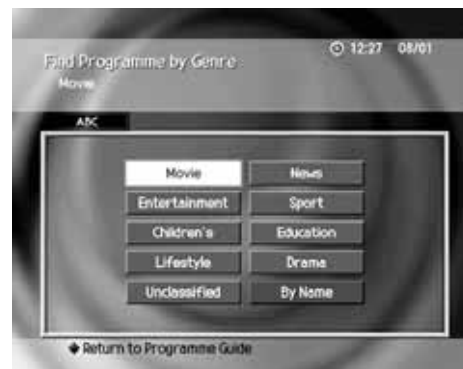 Find Programme by Genre
12:27 08/01
Movie
ABC
Movie News
Entertainment Sport
Children's Education
Lifestyle Drama
Unclassified By Name
Return to Programme Guide